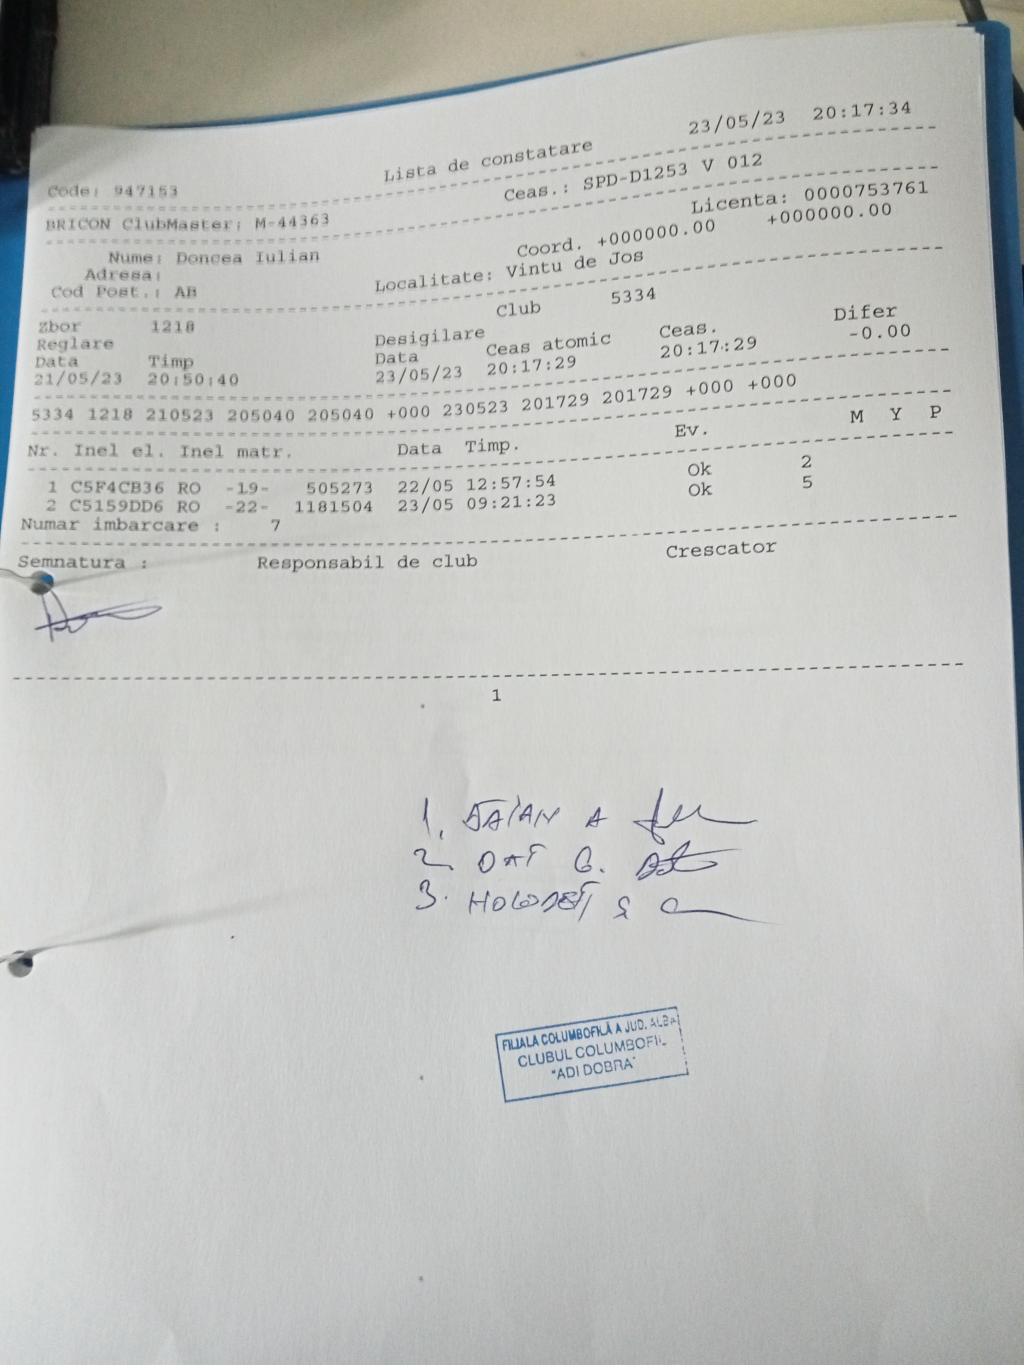 Lista de constatare 23/05/23 20:17:34
Code: 947153
BRICON ClubMaster: M-44363 Ceas.: SPD-D1253 V 012
Licenta: 0000753761
Nume: Doncea Iulian Coord. +000000.00 +000000.00
Adresa:
Cod Post.: AB Localitate: Vintu de Jos
Club 5334
Zbor 1218
Reglare Desigilare Difer
Data Timp Data Ceas atomic Ceas. -0.00
21/05/23 20:50:40 23/05/23 20:17:29 20:17:29
5334 1218 210523 205040 205040 +000 230523 201729 201729 +000 +000
Nr. Inel el. Inel matr. Data Timp. Ev. M Y P
1 C5F4CB36 RO -19- 505273 22/05 12:57:54 Ok 2
2 C5159DD6 RO -22- 1181504 23/05 09:21:23 Ok 5
Numar imbarcare : 7
Semnatura : Responsabil de club Crescator
1
1. A
2. DAT G.
3.
FILIALA COLUMBOFILĂ A JUD. ALBA
CLUBUL COLUMBOFIL
"ADI DOBRA"